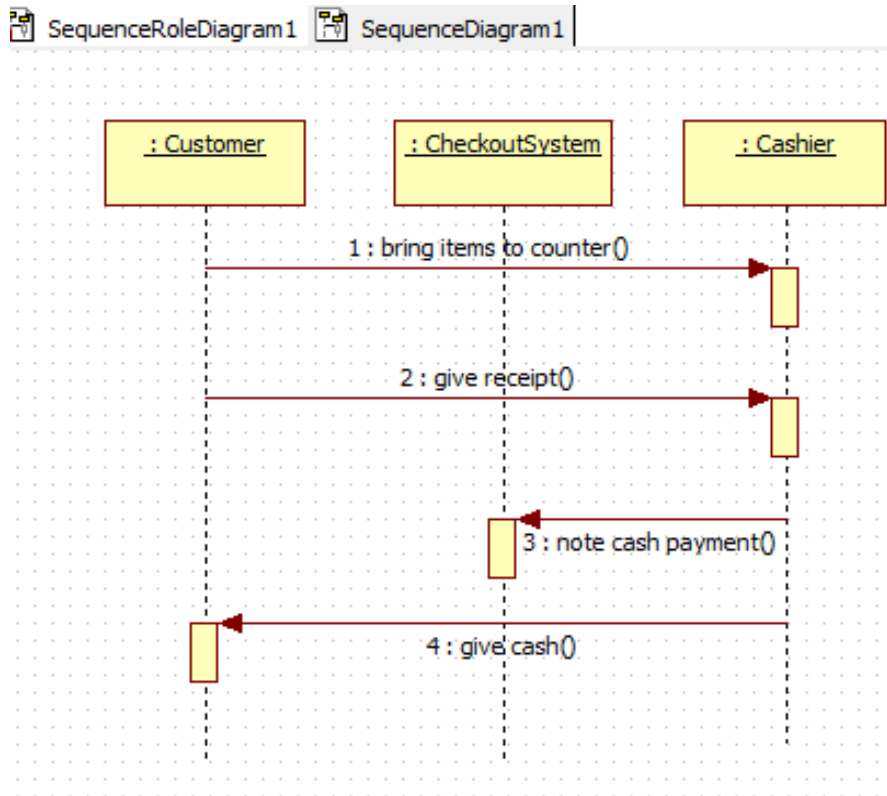 SequenceRoleDiagram1 SequenceDiagram1
: Customer : CheckoutSystem : Cashier
1 : bring items to counter()
2 : give receipt()
3 : note cash payment()
4 : give cash()